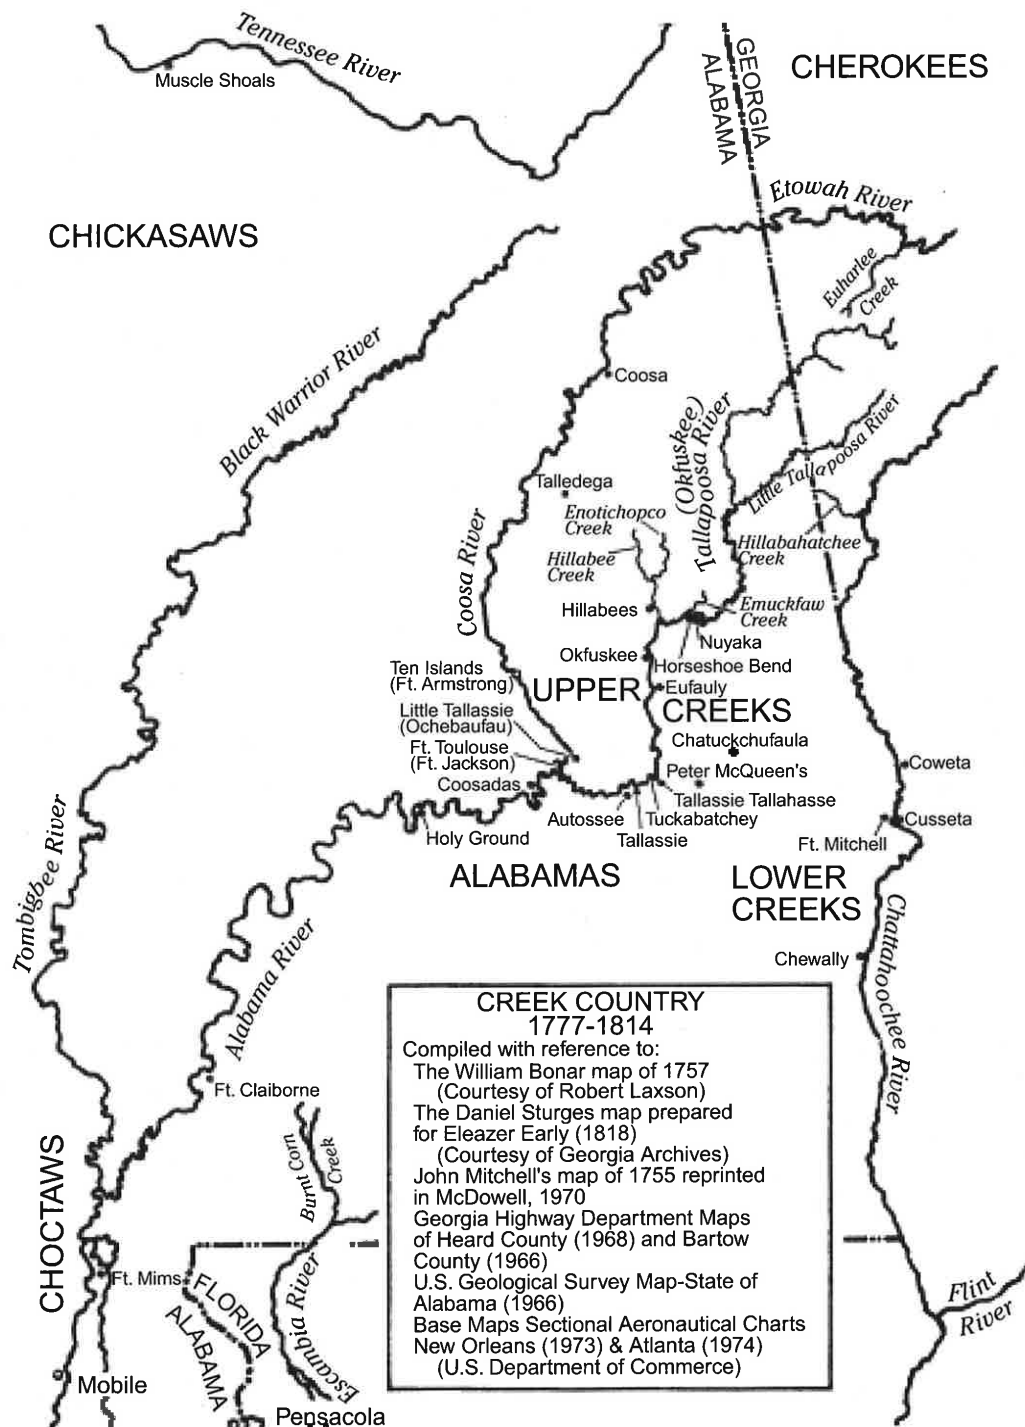 Tennessee River
Muscle Shoals
GEORGIA
ALABAMA
CHEROKEES
Etowah River
CHICKASAWS
Euharlee
Creek
Black Warrior River
Coosa
(Okfuskee)
Tallapoosa River
Little Tallapoosa River
Talledega
Enotichopco
Creek
Coosa River
Hillabee
Creek
Hillabahatchee
Creek
Hillabees
Emuckfaw
Creek
Nuyaka
Okfuskee
Horseshoe Bend
Ten Islands
(Ft. Armstrong)
UPPER
Eufauly
CREEKS
Little Tallassie
(Ochebaufau)
Ft. Toulouse
(Ft. Jackson)
Chatuckchufaula
Coweta
Coosadas
Peter McQueen's
Tallassie Tallahasse
Autossee
Tuckabatchey
Tallassie
Cusseta
Ft. Mitchell
Holy Ground
Tombigbee River
ALABAMAS
LOWER
CREEKS
Chattahoochee River
Alabama River
Chewally
CREEK COUNTRY
1777-1814
Compiled with reference to:
The William Bonar map of 1757
(Courtesy of Robert Laxson)
The Daniel Sturges map prepared
for Eleazer Early (1818)
(Courtesy of Georgia Archives)
John Mitchell's map of 1755 reprinted
in McDowell, 1970
Georgia Highway Department Maps
of Heard County (1968) and Bartow
County (1966)
U.S. Geological Survey Map-State of
Alabama (1966)
Base Maps Sectional Aeronautical Charts
New Orleans (1973) & Atlanta (1974)
(U.S. Department of Commerce)
Ft. Claiborne
Burnt Corn
Creek
CHOCTAWS
Ft. Mims
FLORIDA
ALABAMA
Escambia River
Flint
River
Mobile
Pensacola